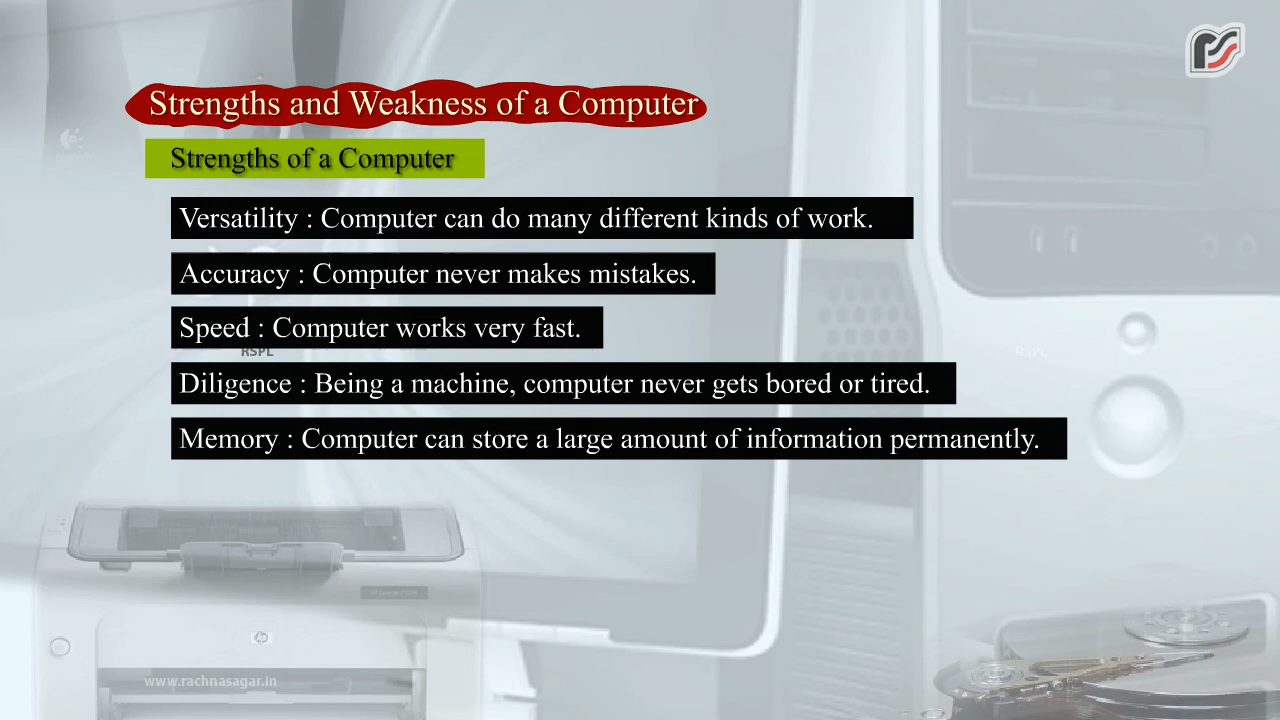 Strengths and Weakness of a Computer
Strengths of a Computer
Versatility : Computer can do many different kinds of work.
Accuracy : Computer never makes mistakes.
Speed : Computer works very fast.
RSPL
RSPL
Diligence : Being a machine, computer never gets bored or tired.
Memory : Computer can store a large amount of information permanently.
hp
www.rachnasagar.in